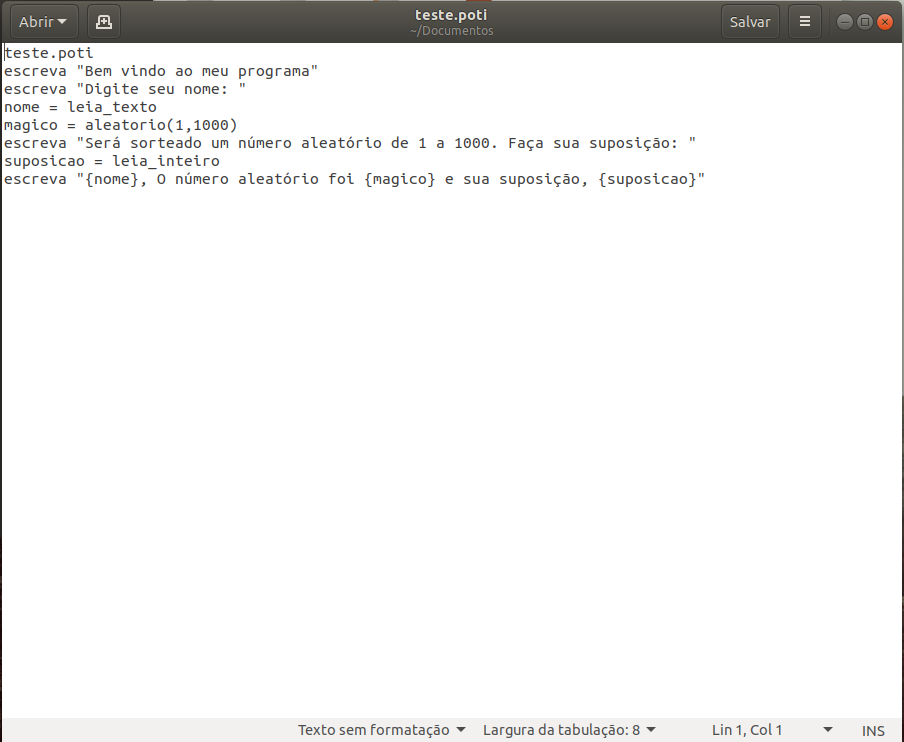 Abrir
teste.poti
~/Documentos
Salvar
teste.poti
escreva "Bem vindo ao meu programa"
escreva "Digite seu nome: "
nome = leia_texto
magico = aleatorio(1,1000)
escreva "Será sorteado um número aleatório de 1 a 1000. Faça sua suposição: "
suposicao = leia_inteiro
escreva "{nome}, O número aleatório foi {magico} e sua suposição, {suposicao}"
Texto sem formatação Largura da tabulação: 8 Lin 1, Col 1 INS